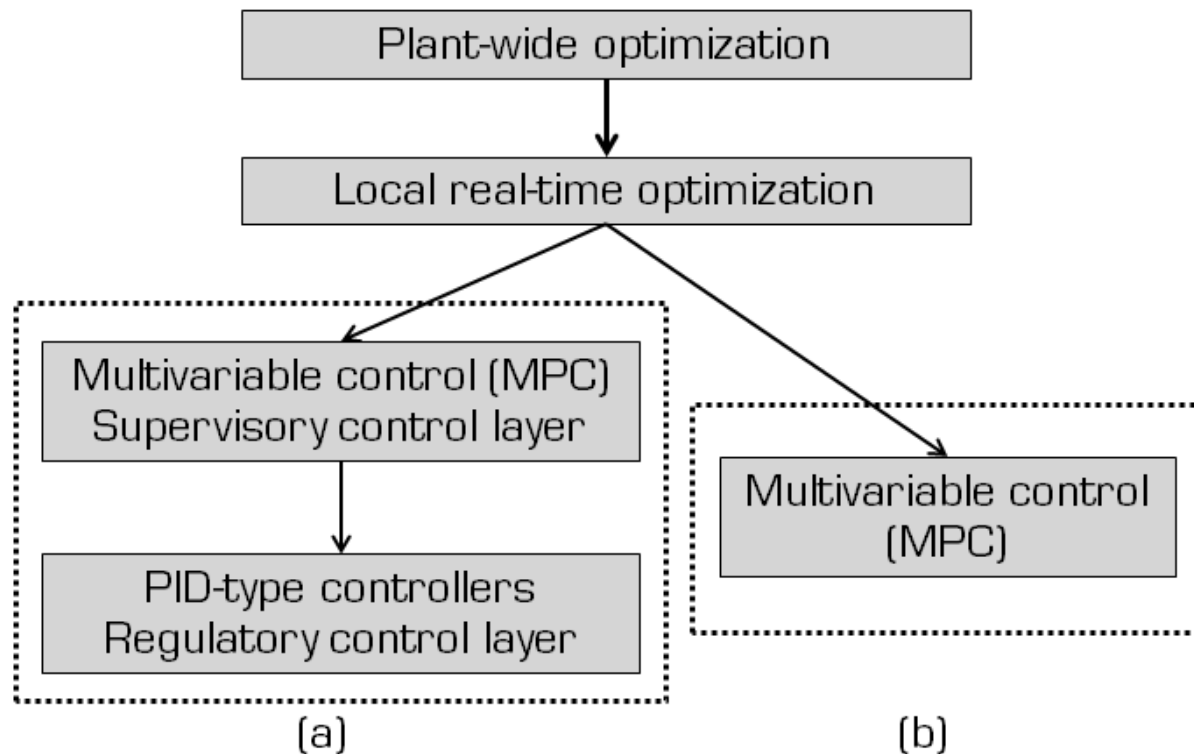 Plant-wide optimization
Local real-time optimization
Multivariable control (MPC)
Supervisory control layer
PID-type controllers
Regulatory control layer
(a)
Multivariable control
(MPC)
(b)